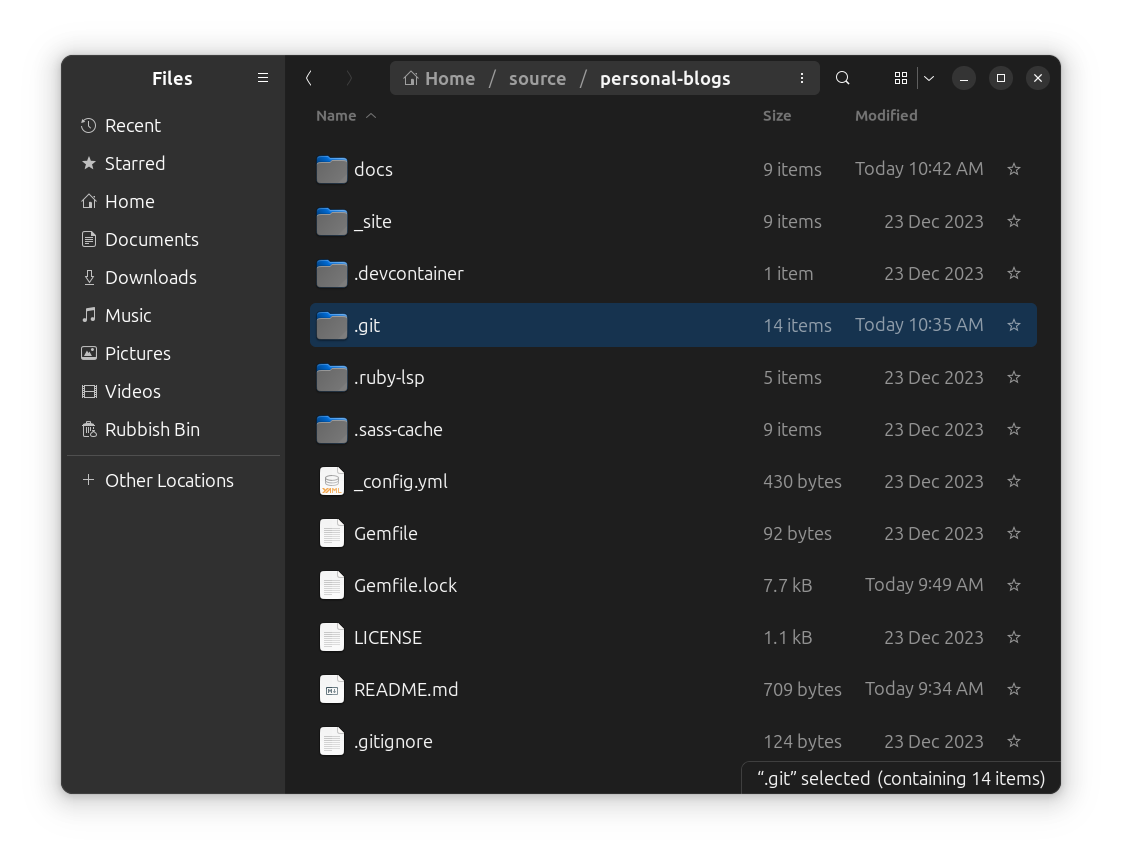 Files
Home / source / personal-blogs
Recent
Starred
Home
Documents
Downloads
Music
Pictures
Videos
Rubbish Bin
+ Other Locations
Name Size Modified
docs 9 items Today 10:42 AM
_site 9 items 23 Dec 2023
.devcontainer 1 item 23 Dec 2023
.git 14 items Today 10:35 AM
.ruby-lsp 5 items 23 Dec 2023
.sass-cache 9 items 23 Dec 2023
YAML _config.yml 430 bytes 23 Dec 2023
Gemfile 92 bytes 23 Dec 2023
Gemfile.lock 7.7 kB Today 9:49 AM
LICENSE 1.1 kB 23 Dec 2023
M README.md 709 bytes Today 9:34 AM
.gitignore 124 bytes 23 Dec 2023
“.git” selected (containing 14 items)